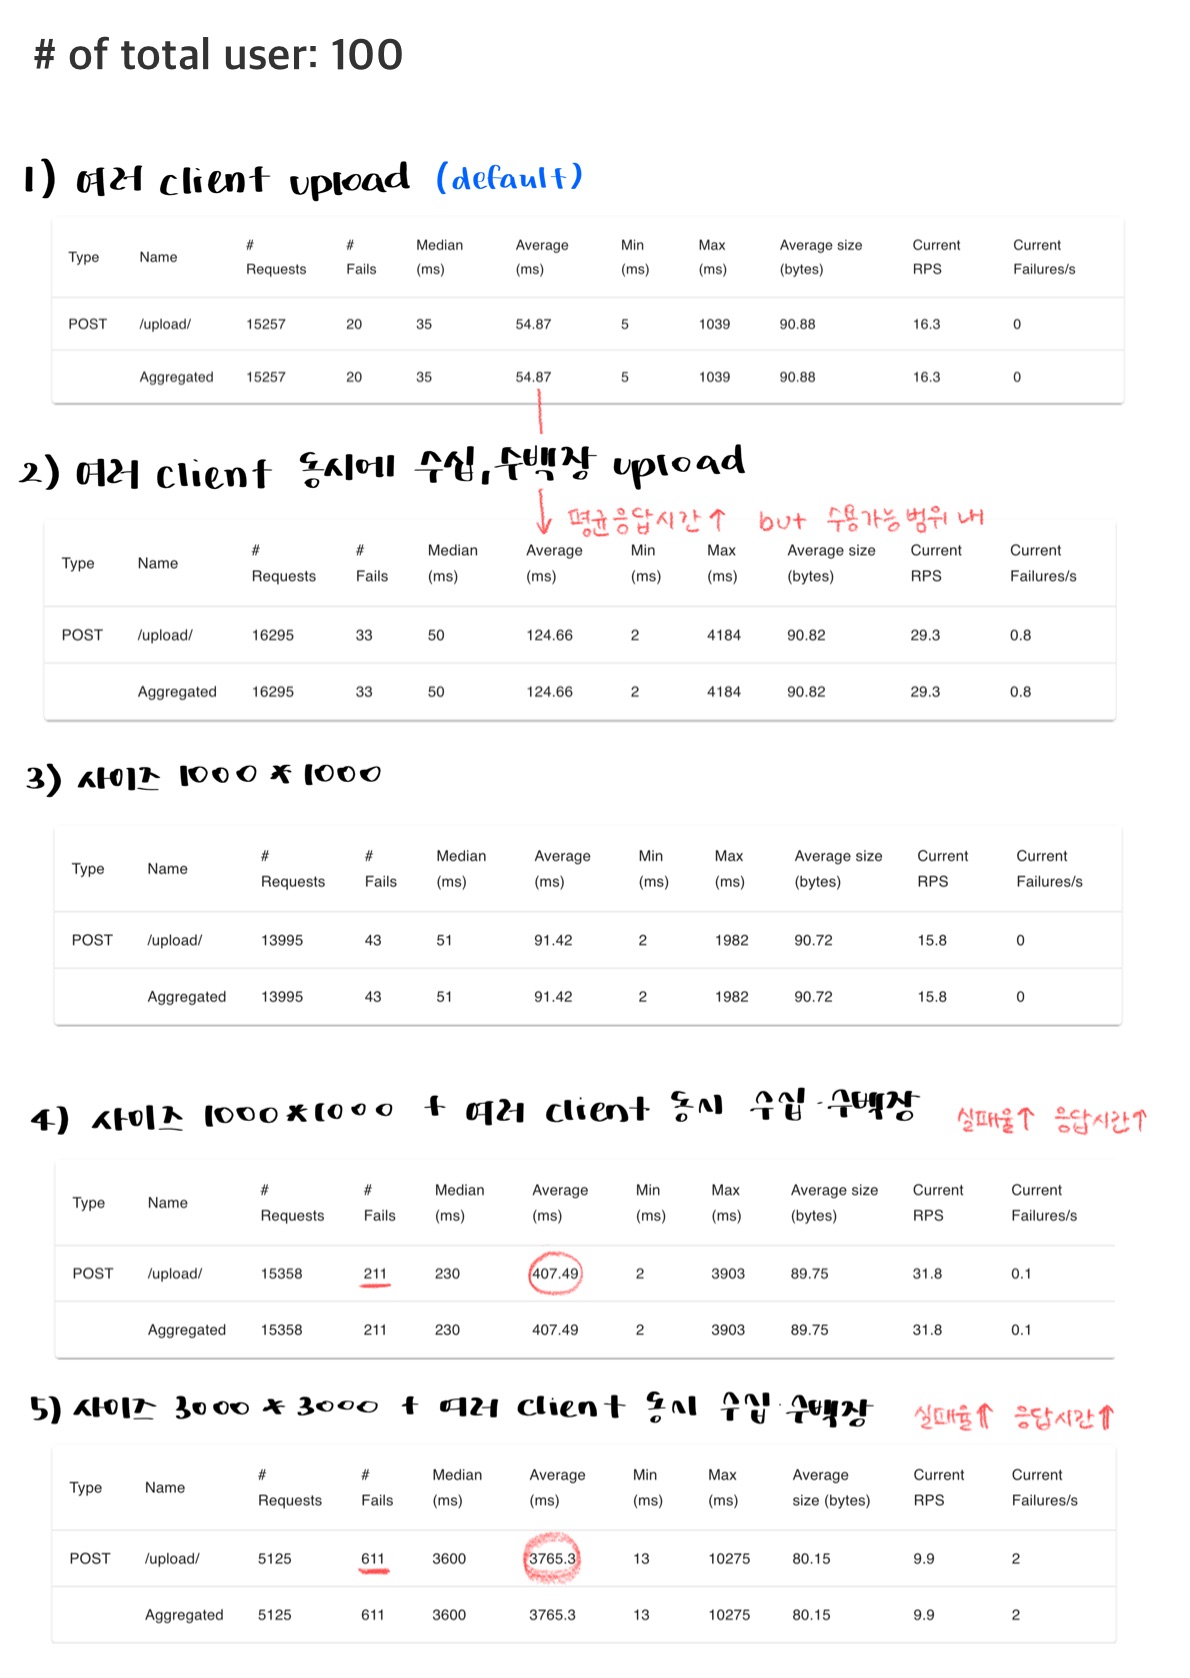 # of total user: 100
1) 여러 client upload (default)
Type Name # Requests # Fails Median (ms) Average (ms) Min (ms) Max (ms) Average size (bytes) Current RPS Current Failures/s
POST /upload/ 15257 20 35 54.87 5 1039 90.88 16.3 0
Aggregated 15257 20 35 54.87 5 1039 90.88 16.3 0
2) 여러 client 동시에 수십, 수백장 upload
평균응답시간↑ but 수용가능 범위 내
Type Name # Requests # Fails Median (ms) Average (ms) Min (ms) Max (ms) Average size (bytes) Current RPS Current Failures/s
POST /upload/ 16295 33 50 124.66 2 4184 90.82 29.3 0.8
Aggregated 16295 33 50 124.66 2 4184 90.82 29.3 0.8
3) 사이즈 1000 * 1000
Type Name # Requests # Fails Median (ms) Average (ms) Min (ms) Max (ms) Average size (bytes) Current RPS Current Failures/s
POST /upload/ 13995 43 51 91.42 2 1982 90.72 15.8 0
Aggregated 13995 43 51 91.42 2 1982 90.72 15.8 0
4) 사이즈 1000*1000 + 여러 client 동시 수십·수백장 실패율↑ 응답시간↑
Type Name # Requests # Fails Median (ms) Average (ms) Min (ms) Max (ms) Average size (bytes) Current RPS Current Failures/s
POST /upload/ 15358 211 230 407.49 2 3903 89.75 31.8 0.1
Aggregated 15358 211 230 407.49 2 3903 89.75 31.8 0.1
5) 사이즈 3000 * 3000 + 여러 client 동시 수십·수백장 실패율⇑ 응답시간⇑
Type Name # Requests # Fails Median (ms) Average (ms) Min (ms) Max (ms) Average size (bytes) Current RPS Current Failures/s
POST /upload/ 5125 611 3600 3765.3 13 10275 80.15 9.9 2
Aggregated 5125 611 3600 3765.3 13 10275 80.15 9.9 2